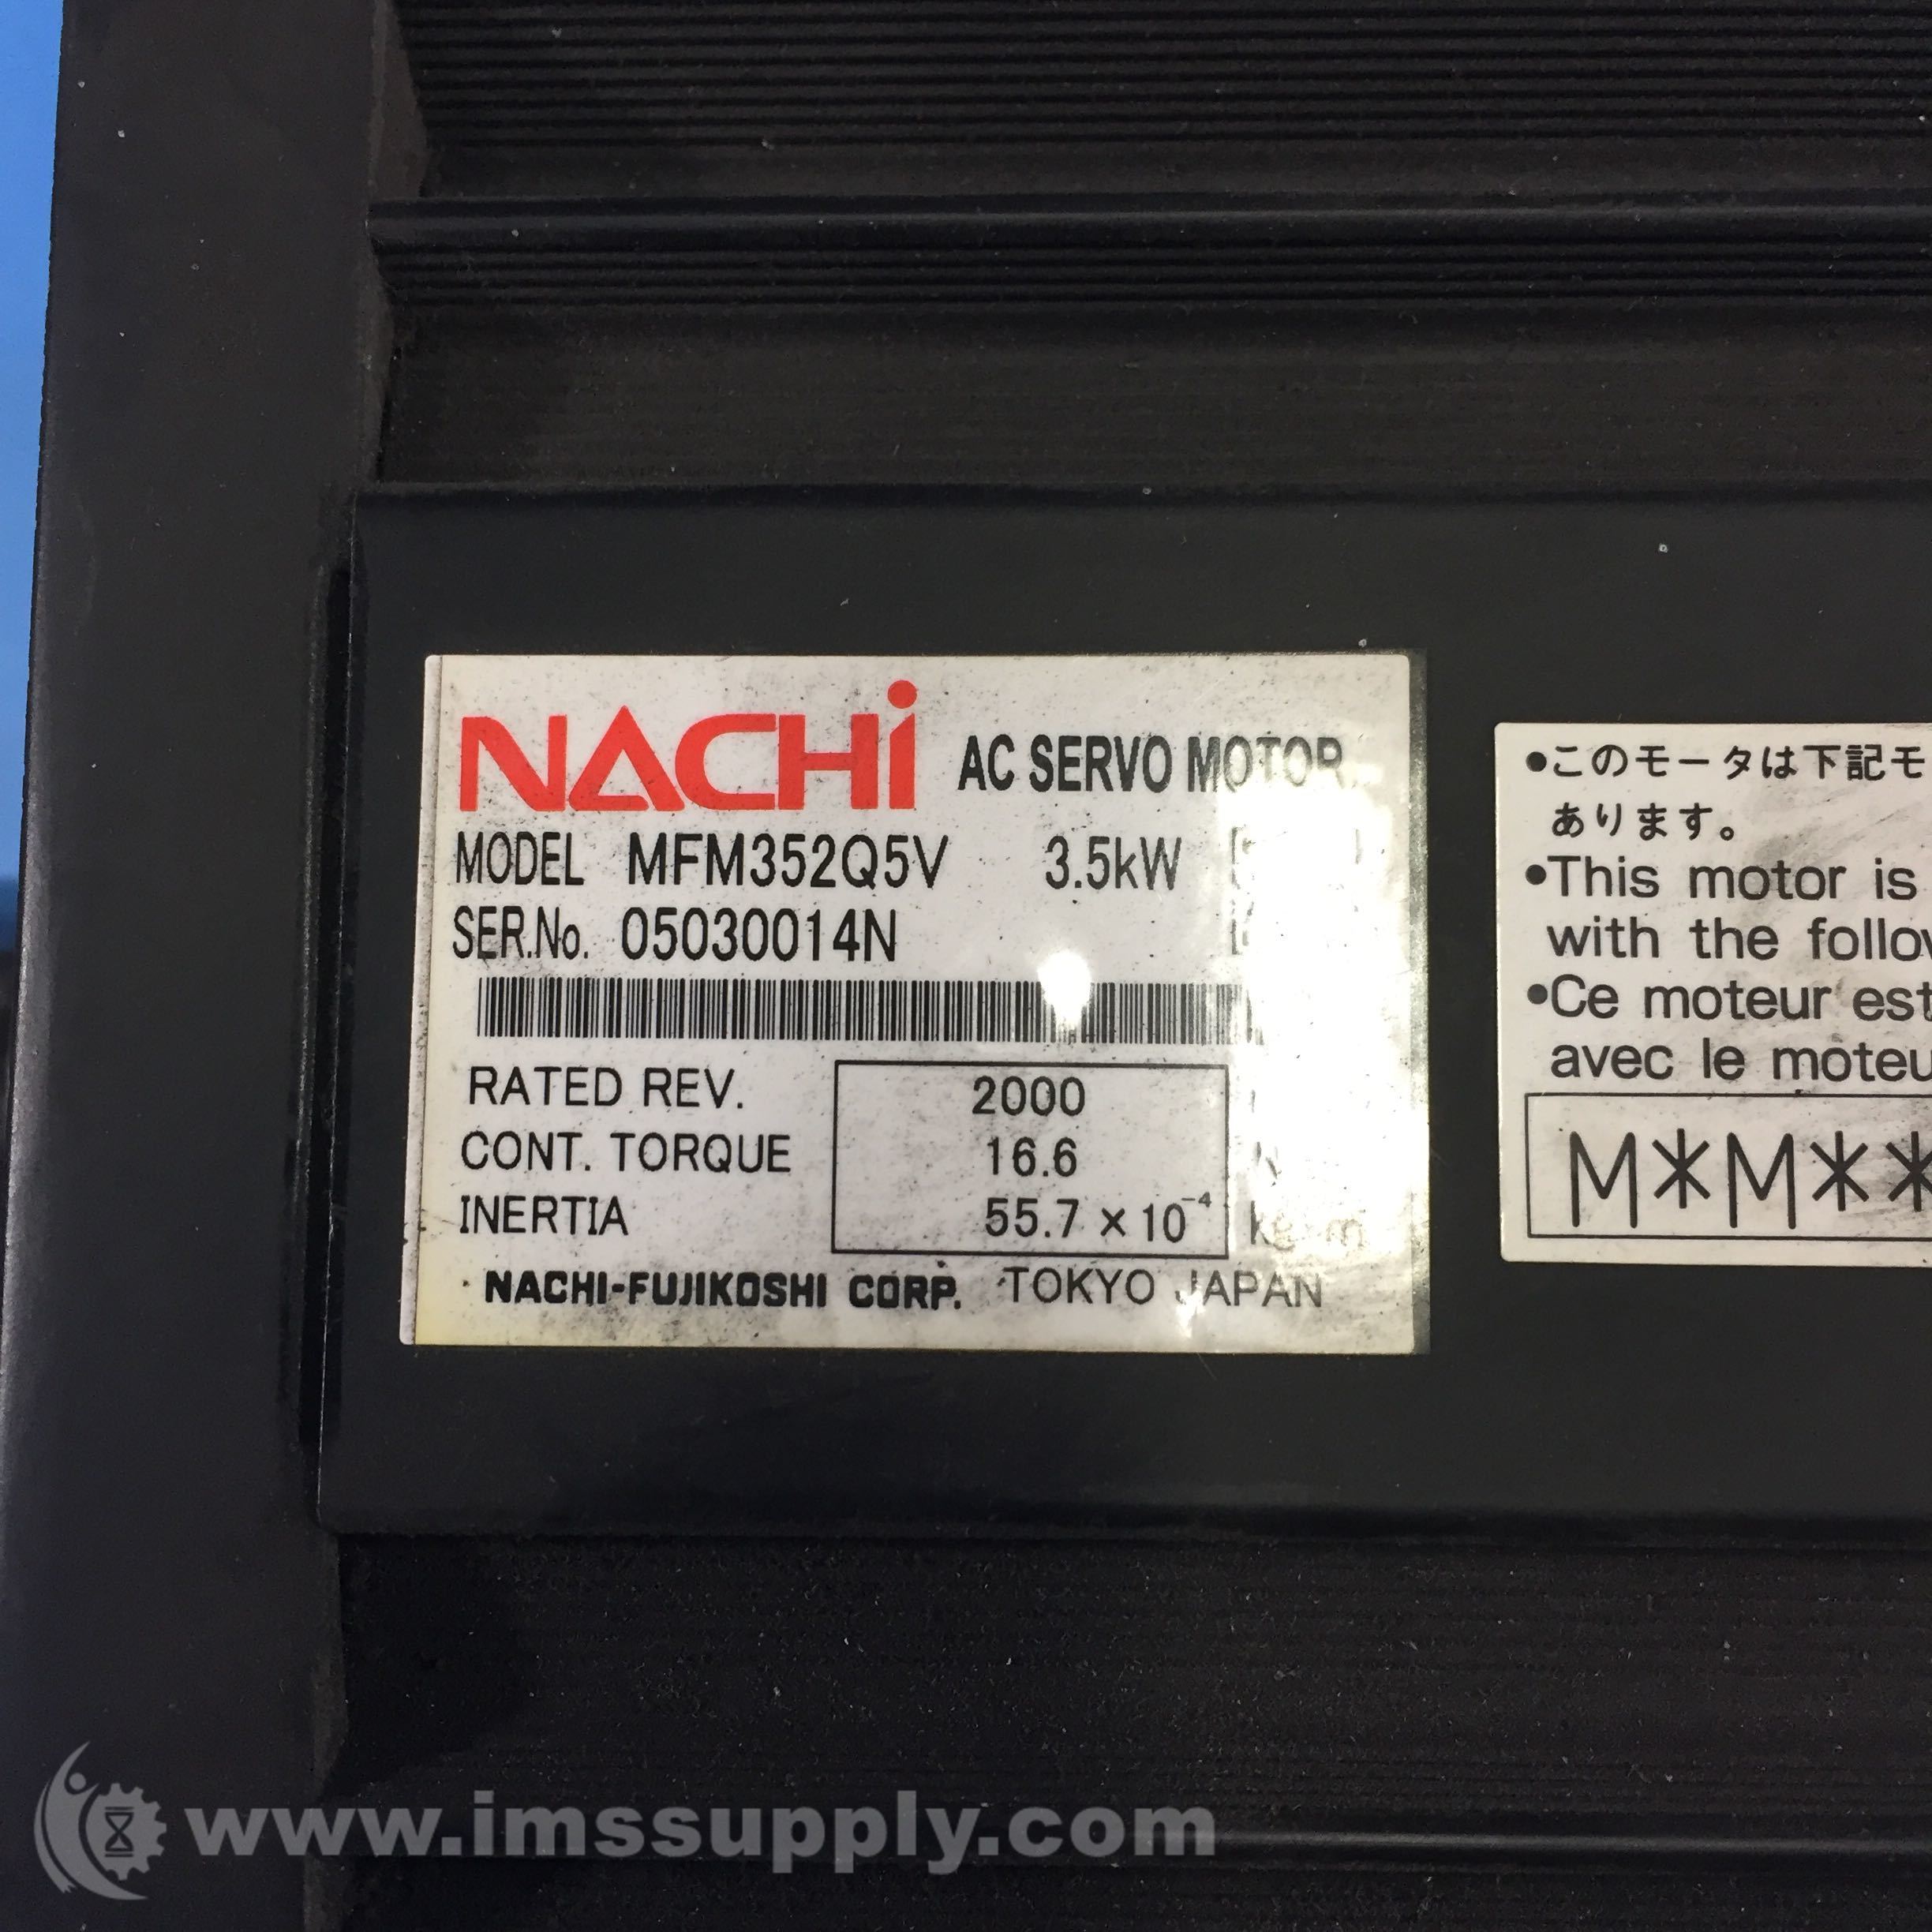 NACHi AC SERVO MOTOR
MODEL MFM352Q5V 3.5kW
SER.No. 05030014N
RATED REV. 2000
CONT. TORQUE 16.6
INERTIA 55.7 × 10⁻⁴
NACHI-FUJIKOSHI CORP. TOKYO JAPAN
•このモータは下記モ
あります。
•This motor is
with the
•Ce moteur est
avec le
M*M**
www.imssupply.com